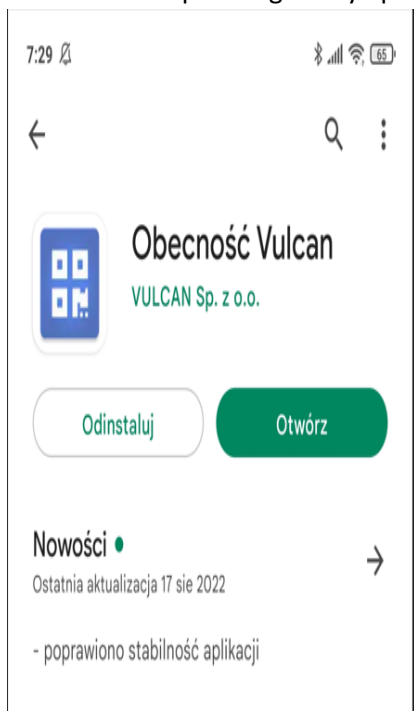 7:29
65
Obecność Vulcan
VULCAN Sp. z o.o.
Odinstaluj
Otwórz
Nowości
Ostatnia aktualizacja 17 sie 2022
- poprawiono stabilność aplikacji